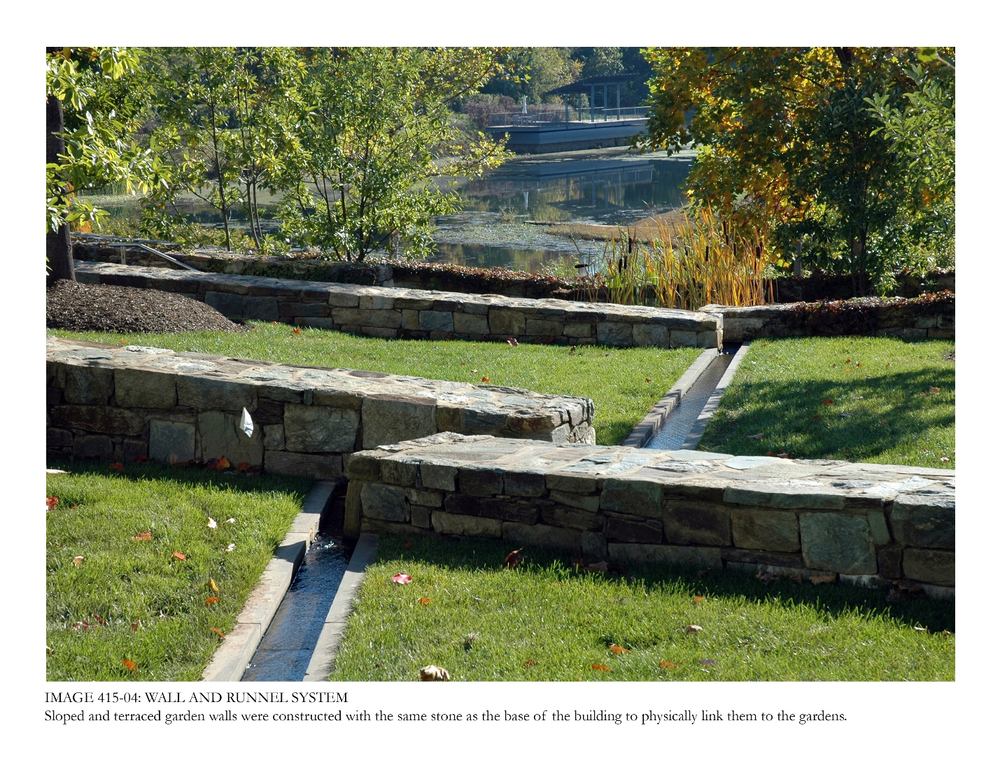 IMAGE 415-04: WALL AND RUNNEL SYSTEM
Sloped and terraced garden walls were constructed with the same stone as the base of the building to physically link them to the gardens.